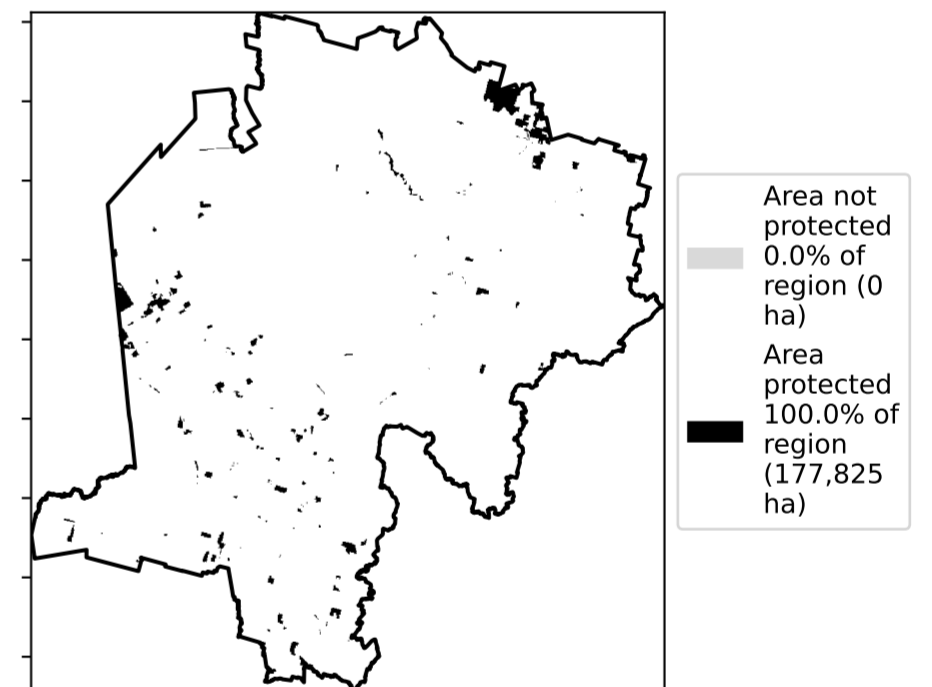 Area not
protected
0.0% of
region (0
ha)
Area
protected
100.0% of
region
(177,825
ha)